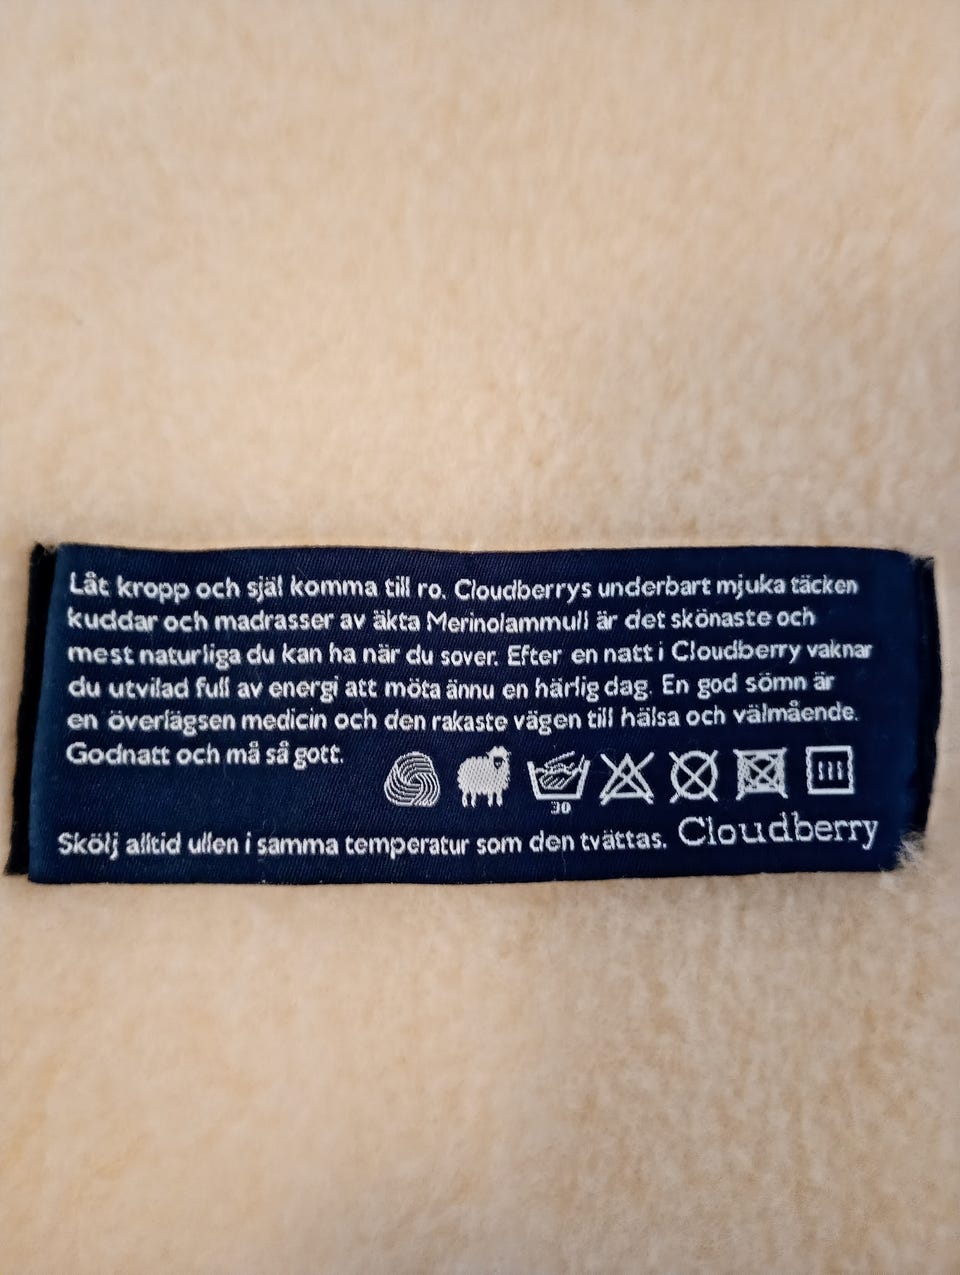 Låt kropp och själ komma till ro. Cloudberrys underbart mjuka täcken
kuddar och madrasser av äkta Merinolammull är det skönaste och
mest naturliga du kan ha när du sover. Efter en natt i Cloudberry vaknar
du utvilad full av energi att möta ännu en härlig dag. En god sömn är
en överlägsen medicin och den rakaste vägen till hälsa och välmående.
Godnatt och må så gott.
30
Skölj alltid ullen i samma temperatur som den tvättas. Cloudberry